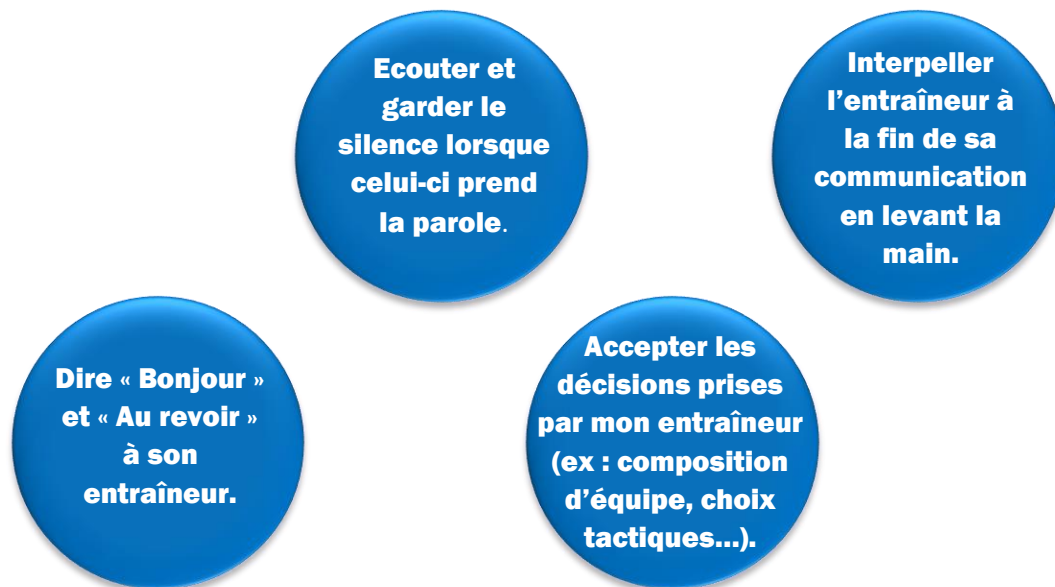 Ecouter et
garder le
silence lorsque
celui-ci prend
la parole.
Interpeller
l’entraîneur à
la fin de sa
communication
en levant la
main.
Dire « Bonjour »
et « Au revoir »
à son
entraîneur.
Accepter les
décisions prises
par mon entraîneur
(ex : composition
d’équipe, choix
tactiques…).